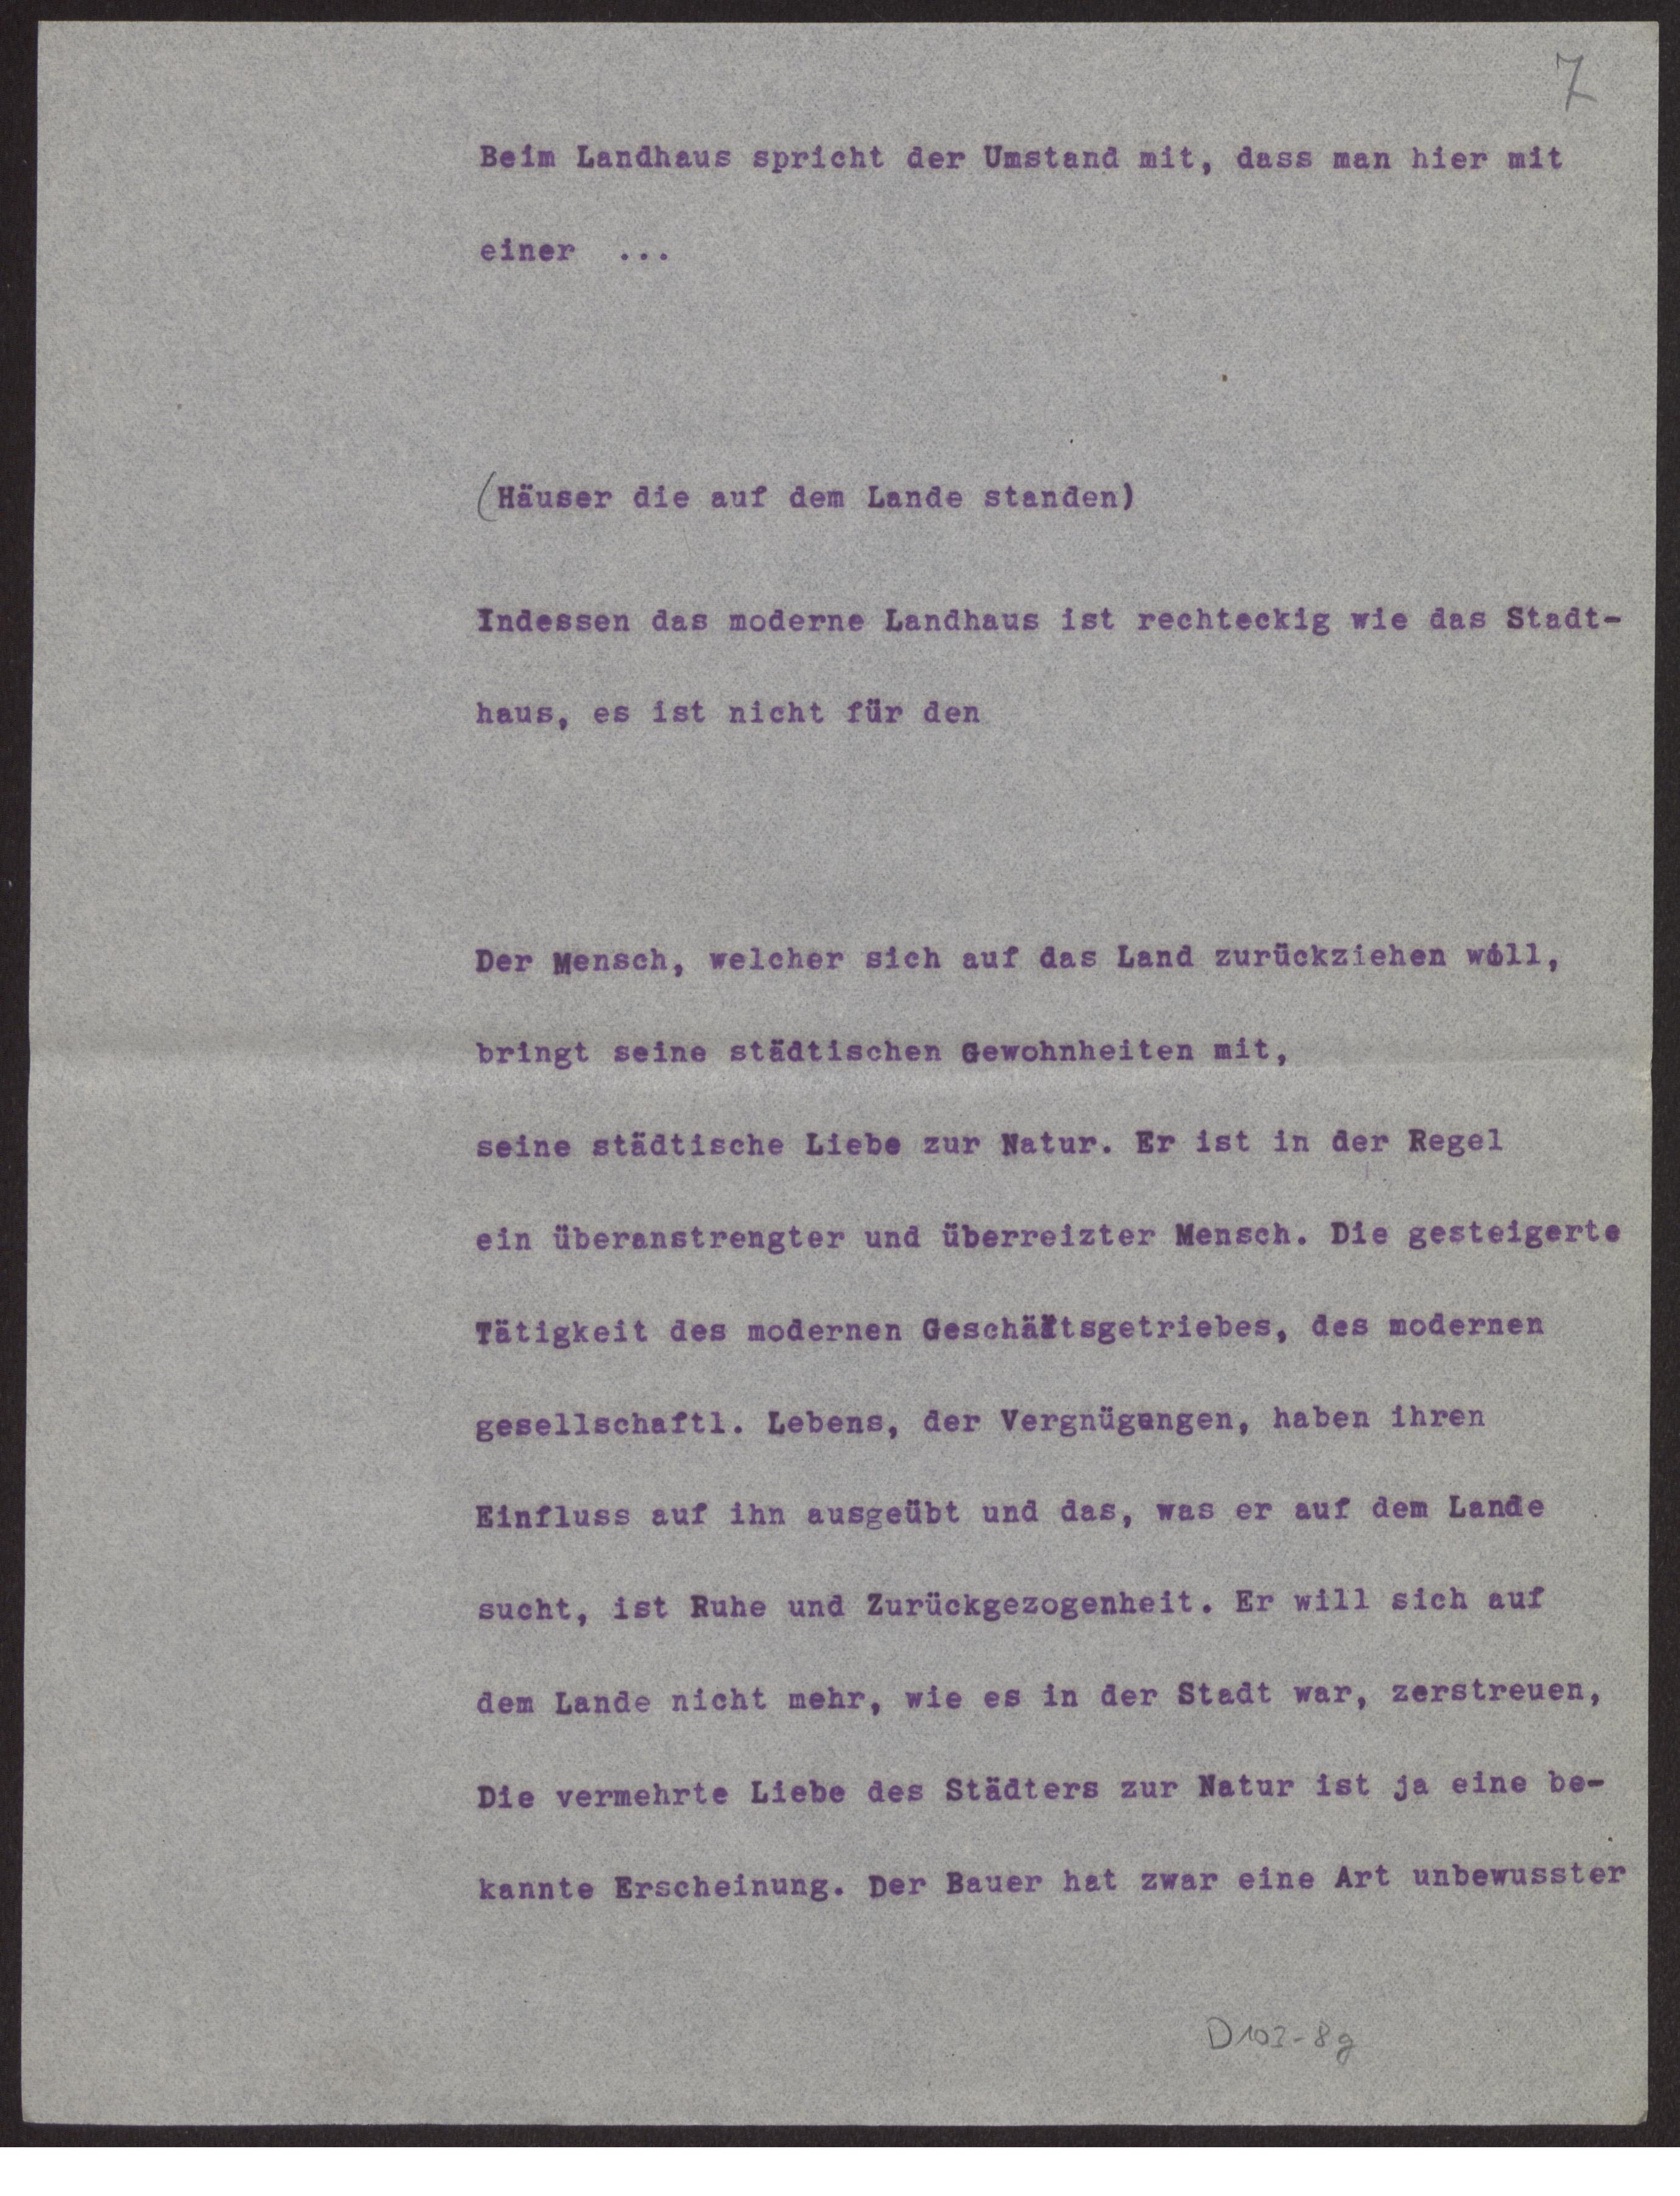 7
Beim Landhaus spricht der Umstand mit, dass man hier mit
einer ...
(Häuser die auf dem Lande standen)
Indessen das moderne Landhaus ist rechteckig wie das Stadt-
haus, es ist nicht für den
Der Mensch, welcher sich auf das Land zurückziehen will,
bringt seine städtischen Gewohnheiten mit,
seine städtische Liebe zur Natur. Er ist in der Regel
ein überanstrengter und überreizter Mensch. Die gesteigerte
Tätigkeit des modernen Geschäftsgetriebes, des modernen
gesellschaftl. Lebens, der Vergnügungen, haben ihren
Einfluss auf ihn ausgeübt und das, was er auf dem Lande
sucht, ist Ruhe und Zurückgezogenheit. Er will sich auf
dem Lande nicht mehr, wie es in der Stadt war, zerstreuen,
Die vermehrte Liebe des Städters zur Natur ist ja eine be-
kannte Erscheinung. Der Bauer hat zwar eine Art unbewusster
D103-8g